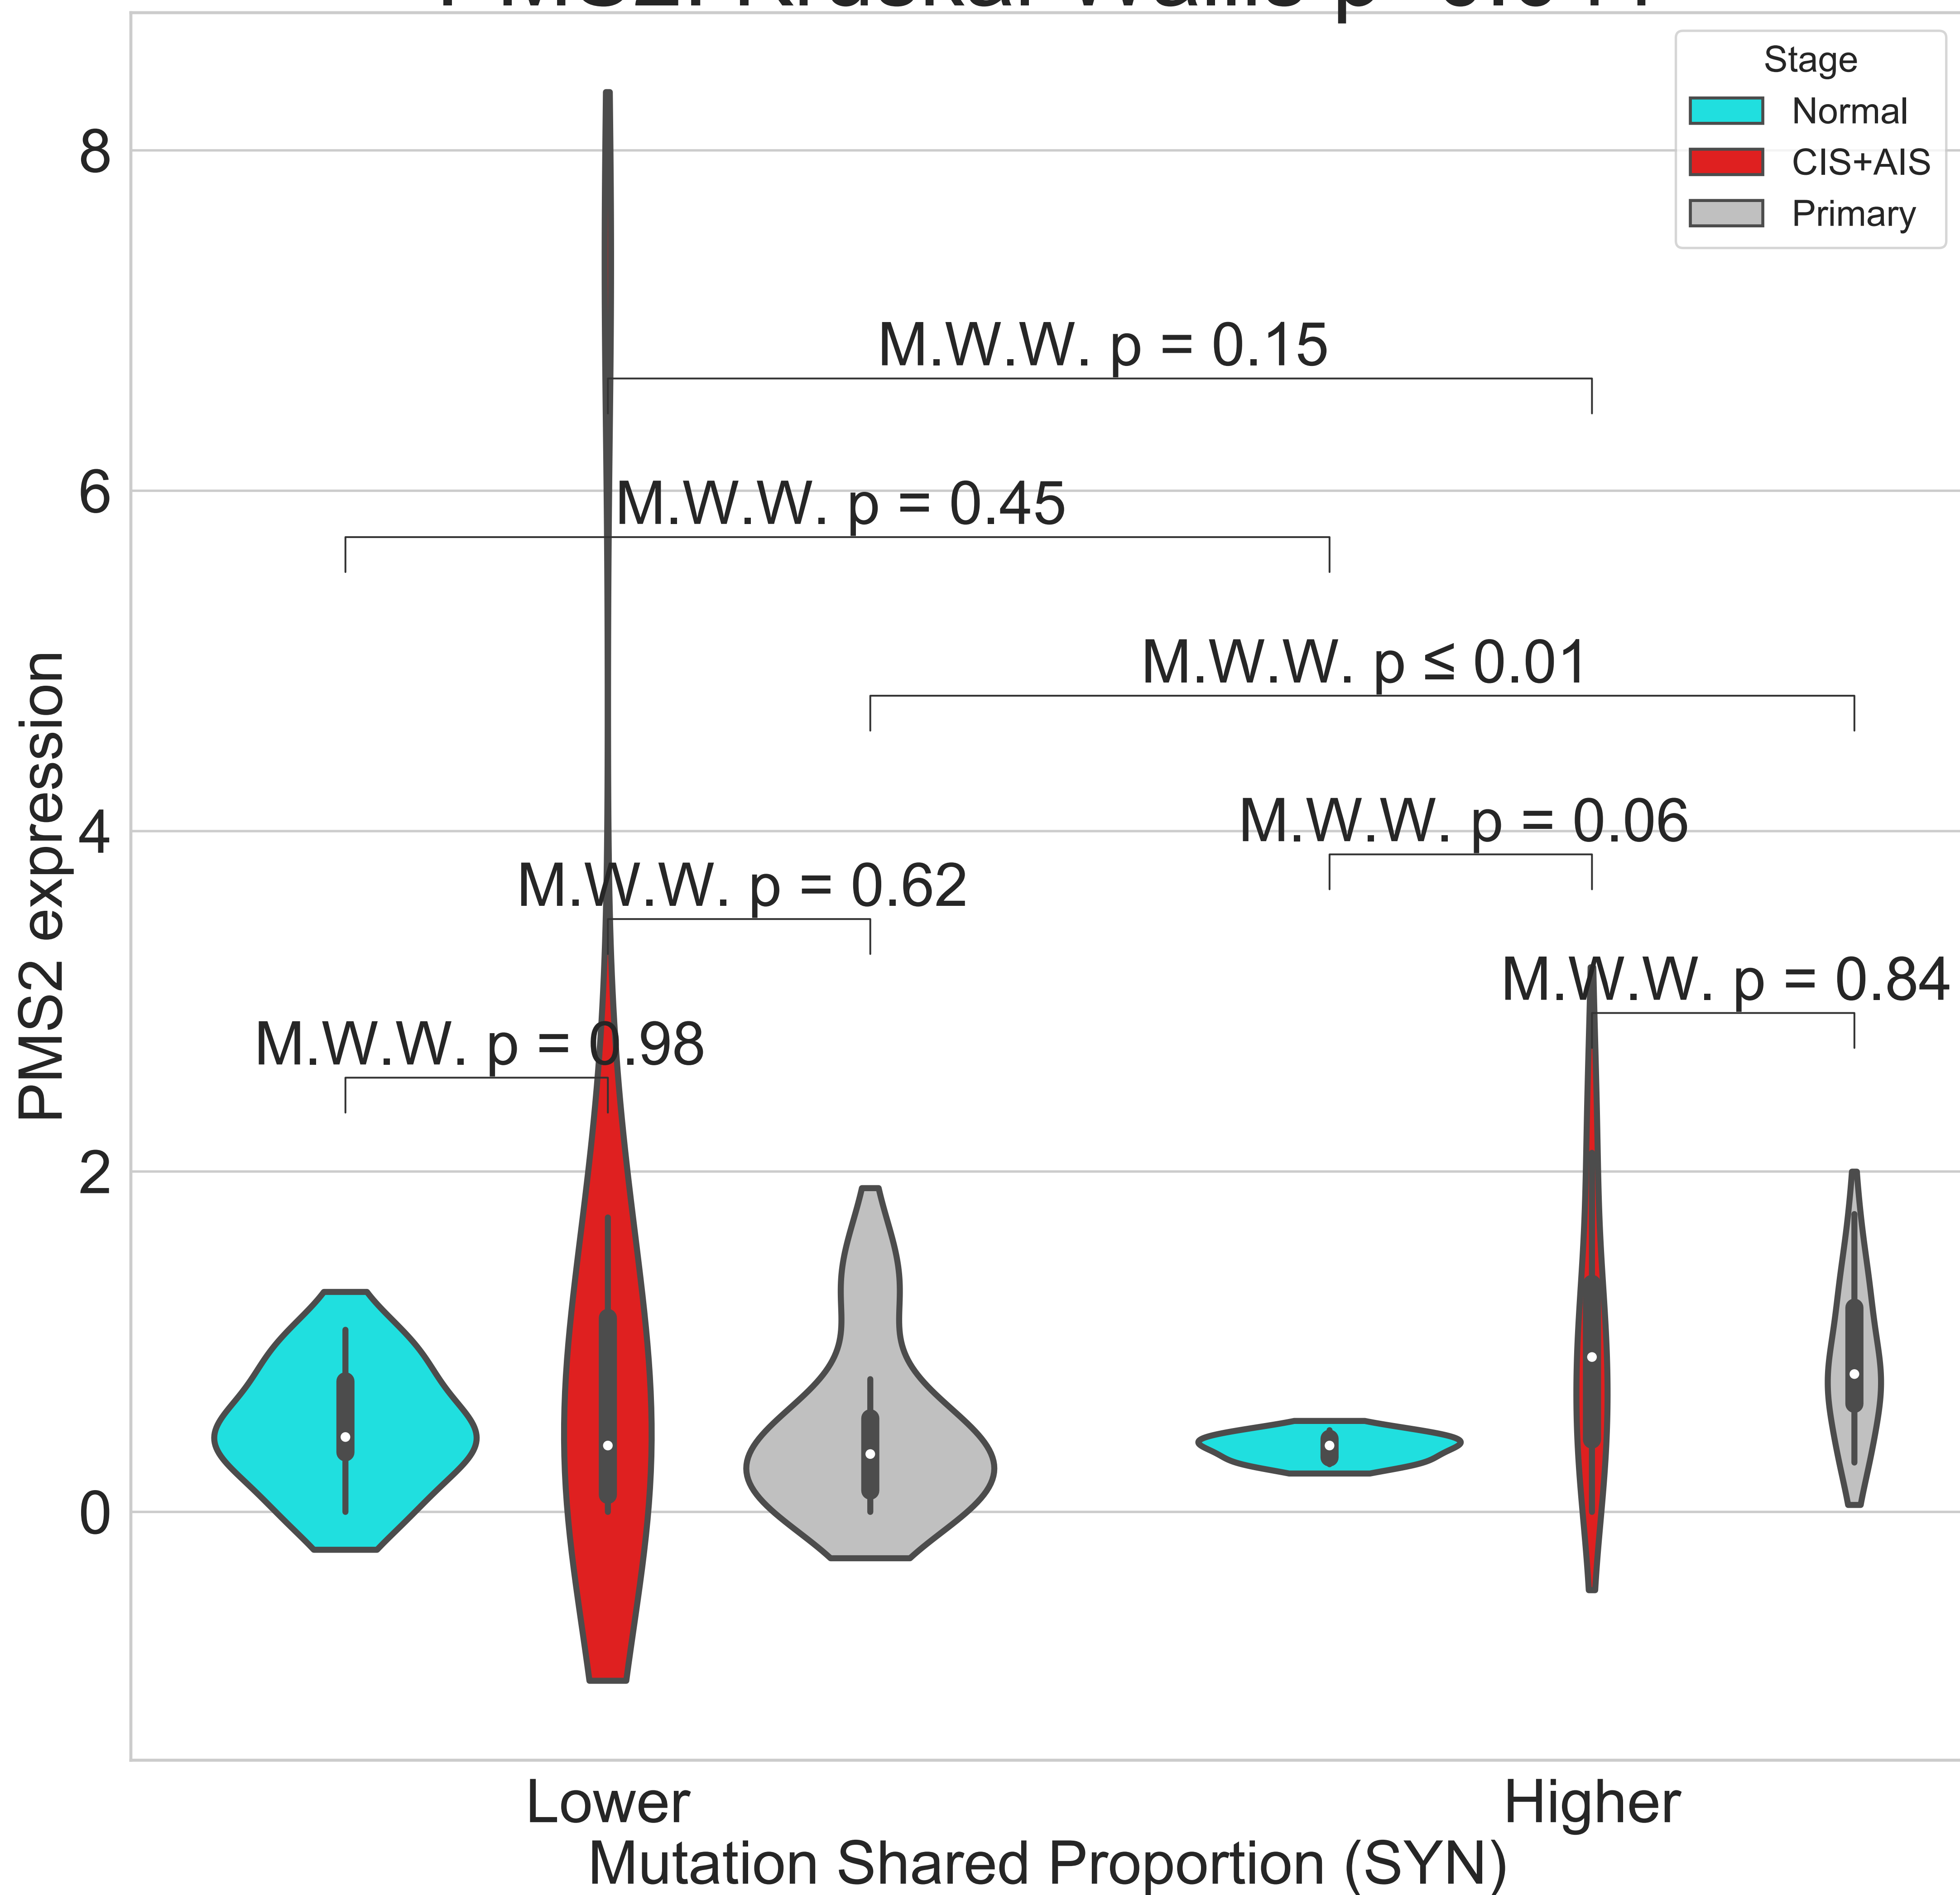 Stage
Normal
CIS+AIS
Primary
8
6
4
2
0
PMS2 expression
M.W.W. p = 0.15
M.W.W. p = 0.45
M.W.W. p ≤ 0.01
M.W.W. p = 0.06
M.W.W. p = 0.62
M.W.W. p = 0.84
M.W.W. p = 0.98
Lower
Higher
Mutation Shared Proportion (SYN)